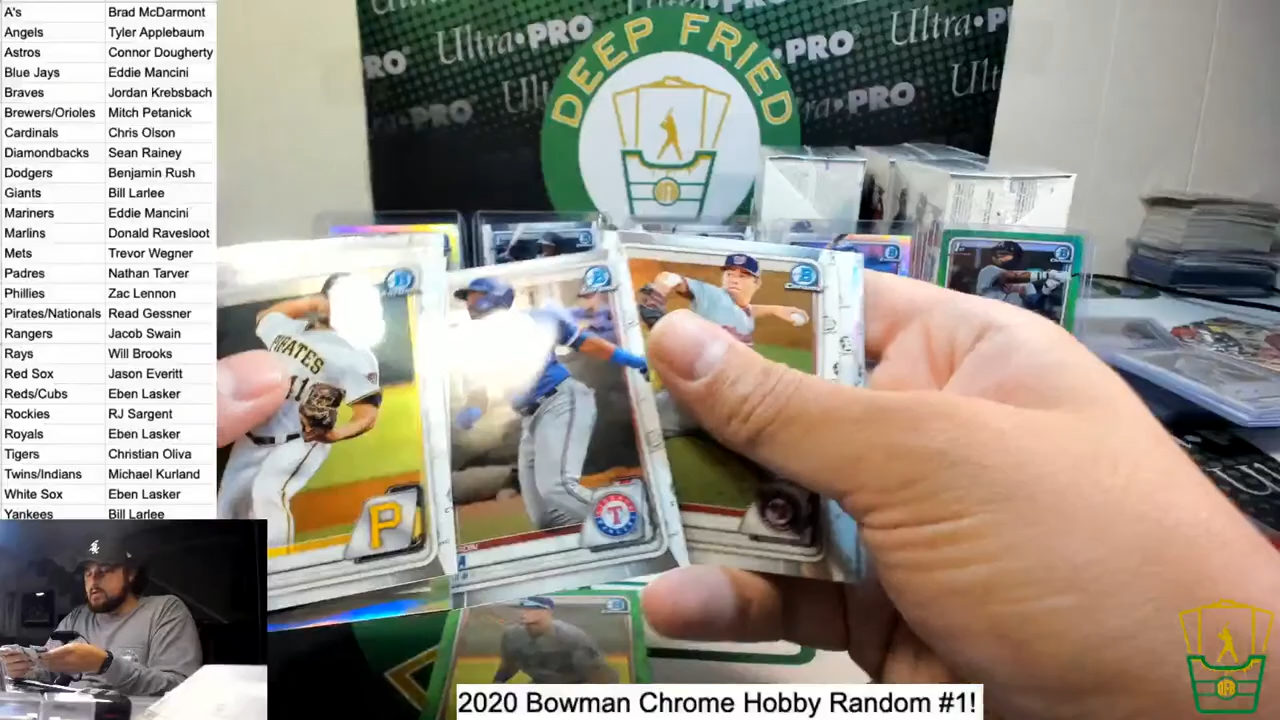 A's Brad McDarmont
Angels Tyler Applebaum
Astros Connor Dougherty
Blue Jays Eddie Mancini
Braves Jordan Krebsbach
Brewers/Orioles Mitch Petanick
Cardinals Chris Olson
Diamondbacks Sean Rainey
Dodgers Benjamin Rush
Giants Bill Larlee
Mariners Eddie Mancini
Marlins Donald Ravesloot
Mets Trevor Wegner
Padres Nathan Tarver
Phillies Zac Lennon
Pirates/Nationals Read Gessner
Rangers Jacob Swain
Rays Will Brooks
Red Sox Jason Everitt
Reds/Cubs Eben Lasker
Rockies RJ Sargent
Royals Eben Lasker
Tigers Christian Oliva
Twins/Indians Michael Kurland
White Sox Eben Lasker
Yankees Bill Larlee
Ultra•PRO
Ultra•PRO
PRO
DEEP FRIED
PIRATES
11
P
T
2020 Bowman Chrome Hobby Random #1!